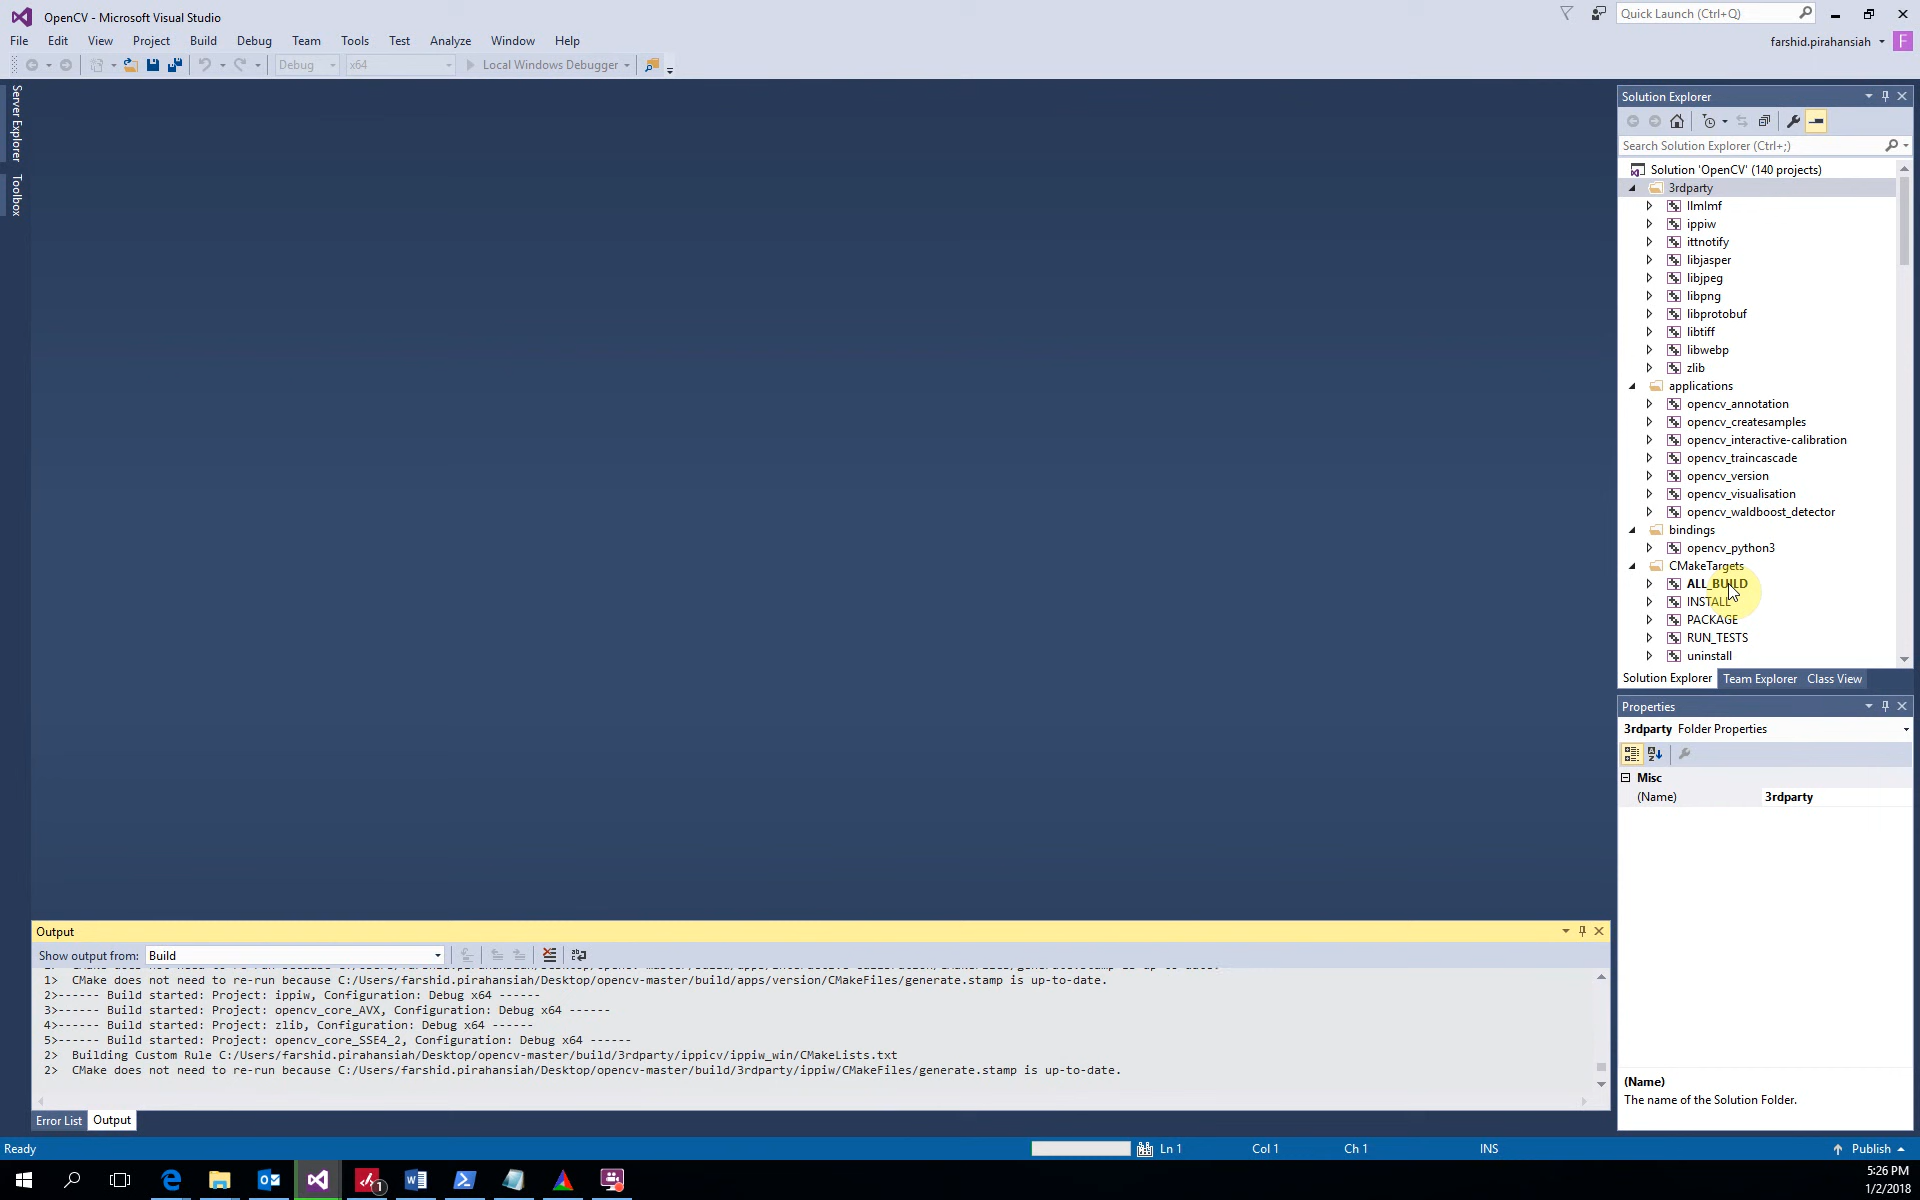 OpenCV - Microsoft Visual Studio
Quick Launch (Ctrl+Q)
File Edit View Project Build Debug Team Tools Test Analyze Window Help
farshid.pirahansiah F
Debug x64 Local Windows Debugger
Server Explorer
Toolbox
Solution Explorer
Search Solution Explorer (Ctrl+;)
Solution 'OpenCV' (140 projects)
3rdparty
ippiw
ittnotify
libjasper
libjpeg
libpng
libprotobuf
libtiff
libwebp
zlib
applications
opencv_annotation
opencv_createsamples
opencv_interactive-calibration
opencv_traincascade
opencv_version
opencv_visualisation
opencv_waldboost_detector
bindings
opencv_python3
CMakeTargets
ALL_BUILD
INSTALL
PACKAGE
RUN_TESTS
uninstall
Solution Explorer Team Explorer Class View
Properties
3rdparty Folder Properties
Misc
(Name) 3rdparty
(Name)
The name of the Solution Folder.
Output
Show output from: Build
1> CMake does not need to re-run because C:/Users/farshid.pirahansiah/Desktop/opencv-master/build/apps/version/CMakeFiles/generate.stamp is up-to-date.
2>------ Build started: Project: ippiw, Configuration: Debug x64 ------
3>------ Build started: Project: opencv_core_AVX, Configuration: Debug x64 ------
4>------ Build started: Project: zlib, Configuration: Debug x64 ------
5>------ Build started: Project: opencv_core_SSE4_2, Configuration: Debug x64 ------
2> Building Custom Rule C:/Users/farshid.pirahansiah/Desktop/opencv-master/build/3rdparty/ippicv/ippiw_win/CMakeLists.txt
2> CMake does not need to re-run because C:/Users/farshid.pirahansiah/Desktop/opencv-master/build/3rdparty/ippiw/CMakeFiles/generate.stamp is up-to-date.
Error List Output
Ready Ln 1 Col 1 Ch 1 INS Publish
5:26 PM
1/2/2018